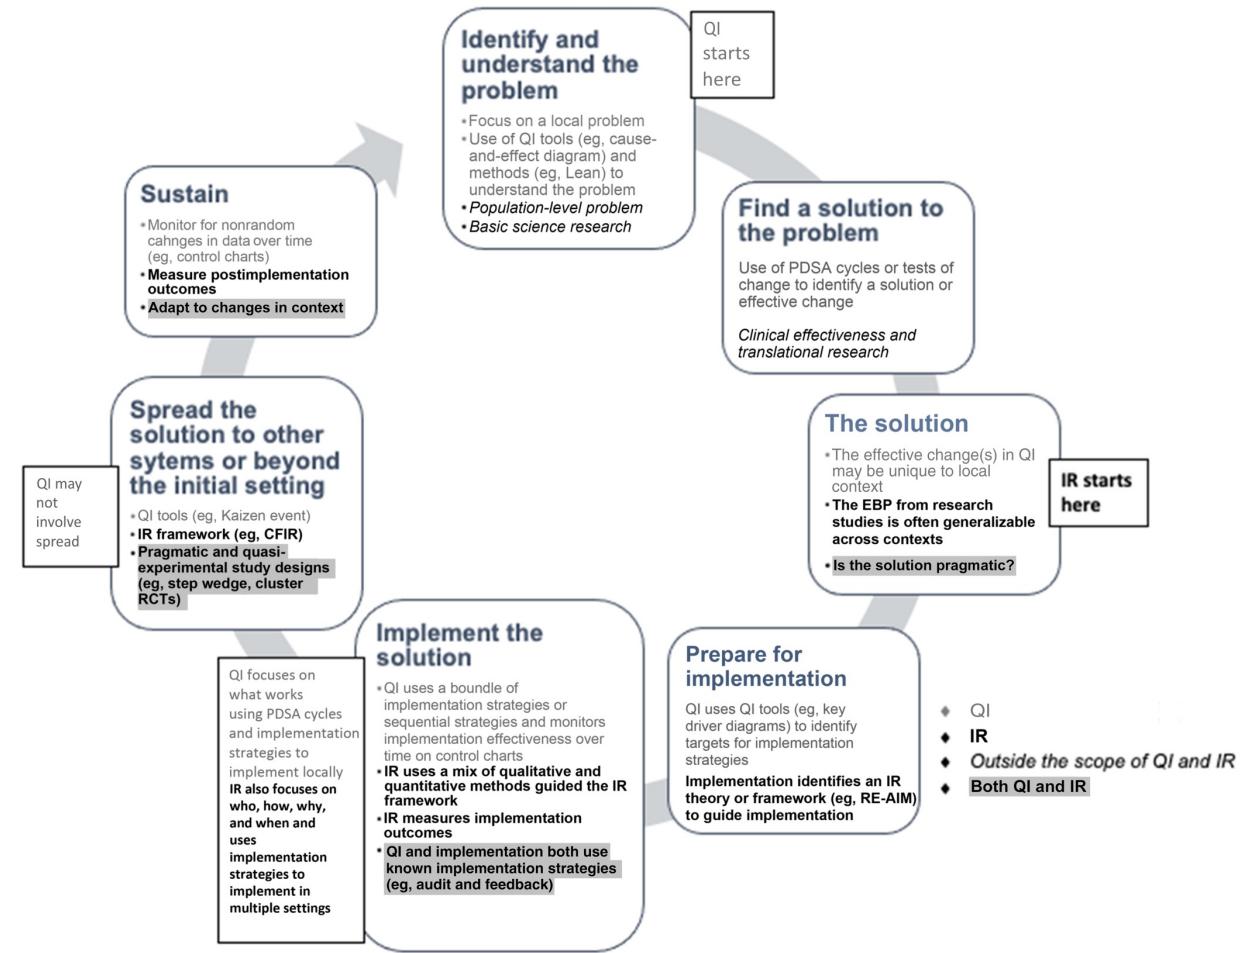 Identify and
understand the
problem
•Focus on a local problem
•Use of QI tools (eg, cause-
and-effect diagram) and
methods (eg, Lean) to
understand the problem
•Population-level problem
•Basic science research
QI
starts
here
Find a solution to
the problem
Use of PDSA cycles or tests of
change to identify a solution or
effective change
Clinical effectiveness and
translational research
The solution
•The effective change(s) in QI
may be unique to local
context
•The EBP from research
studies is often generalizable
across contexts
•Is the solution pragmatic?
IR starts
here
Prepare for
implementation
QI uses QI tools (eg, key
driver diagrams) to identify
targets for implementation
strategies
Implementation identifies an IR
theory or framework (eg, RE-AIM)
to guide implementation
Implement the
solution
•QI uses a boundle of
implementation strategies or
sequential strategies and monitors
implementation effectiveness over
time on control charts
•IR uses a mix of qualitative and
quantitative methods guided the IR
framework
•IR measures implementation
outcomes
•QI and implementation both use
known implementation strategies
(eg, audit and feedback)
QI focuses on
what works
using PDSA cycles
and implementation
strategies to
implement locally
IR also focuses on
who, how, why,
and when and
uses
implementation
strategies to
implement in
multiple settings
Spread the
solution to other
sytems or beyond
the initial setting
•QI tools (eg, Kaizen event)
•IR framework (eg, CFIR)
•Pragmatic and quasi-
experimental study designs
(eg, step wedge, cluster
RCTs)
QI may
not
involve
spread
Sustain
•Monitor for nonrandom
cahnges in data over time
(eg, control charts)
•Measure postimplementation
outcomes
•Adapt to changes in context
♦ QI
♦ IR
♦ Outside the scope of QI and IR
♦ Both QI and IR